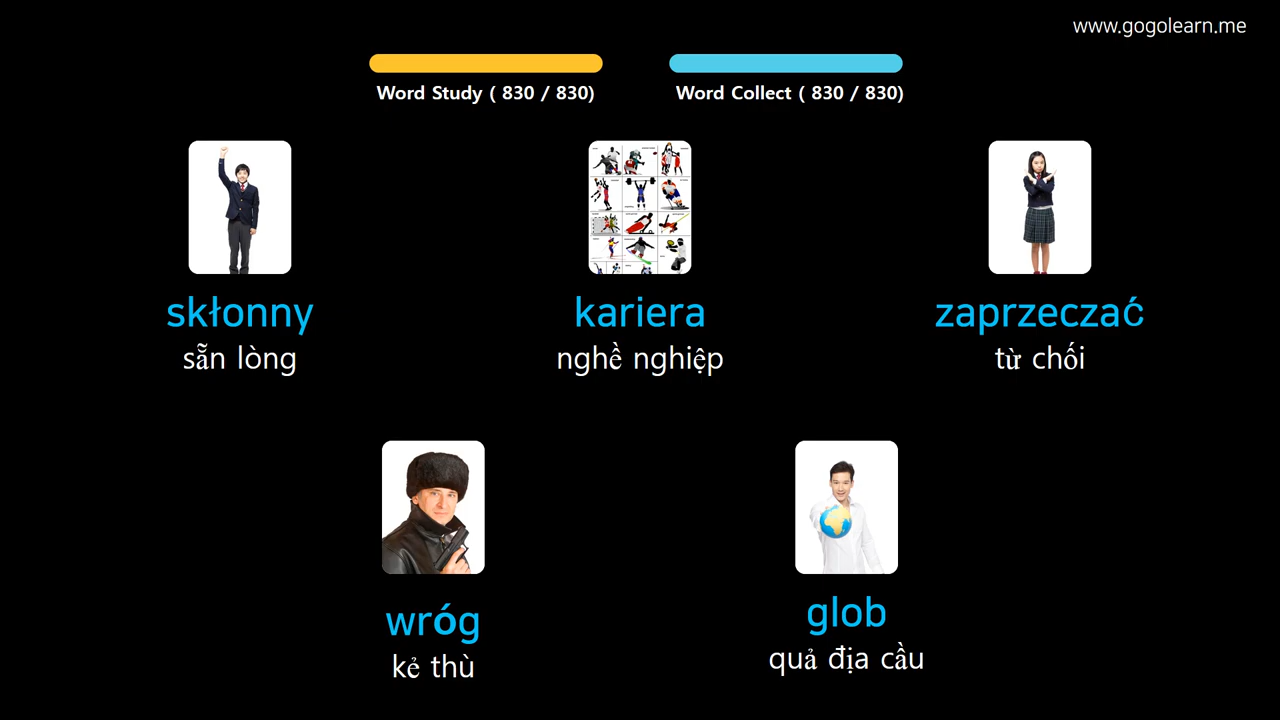 www.gogolearn.me
Word Study ( 830 / 830)
Word Collect ( 830 / 830)
skłonny
sẵn lòng
kariera
nghề nghiệp
zaprzeczać
từ chối
wróg
kẻ thù
glob
quả địa cầu